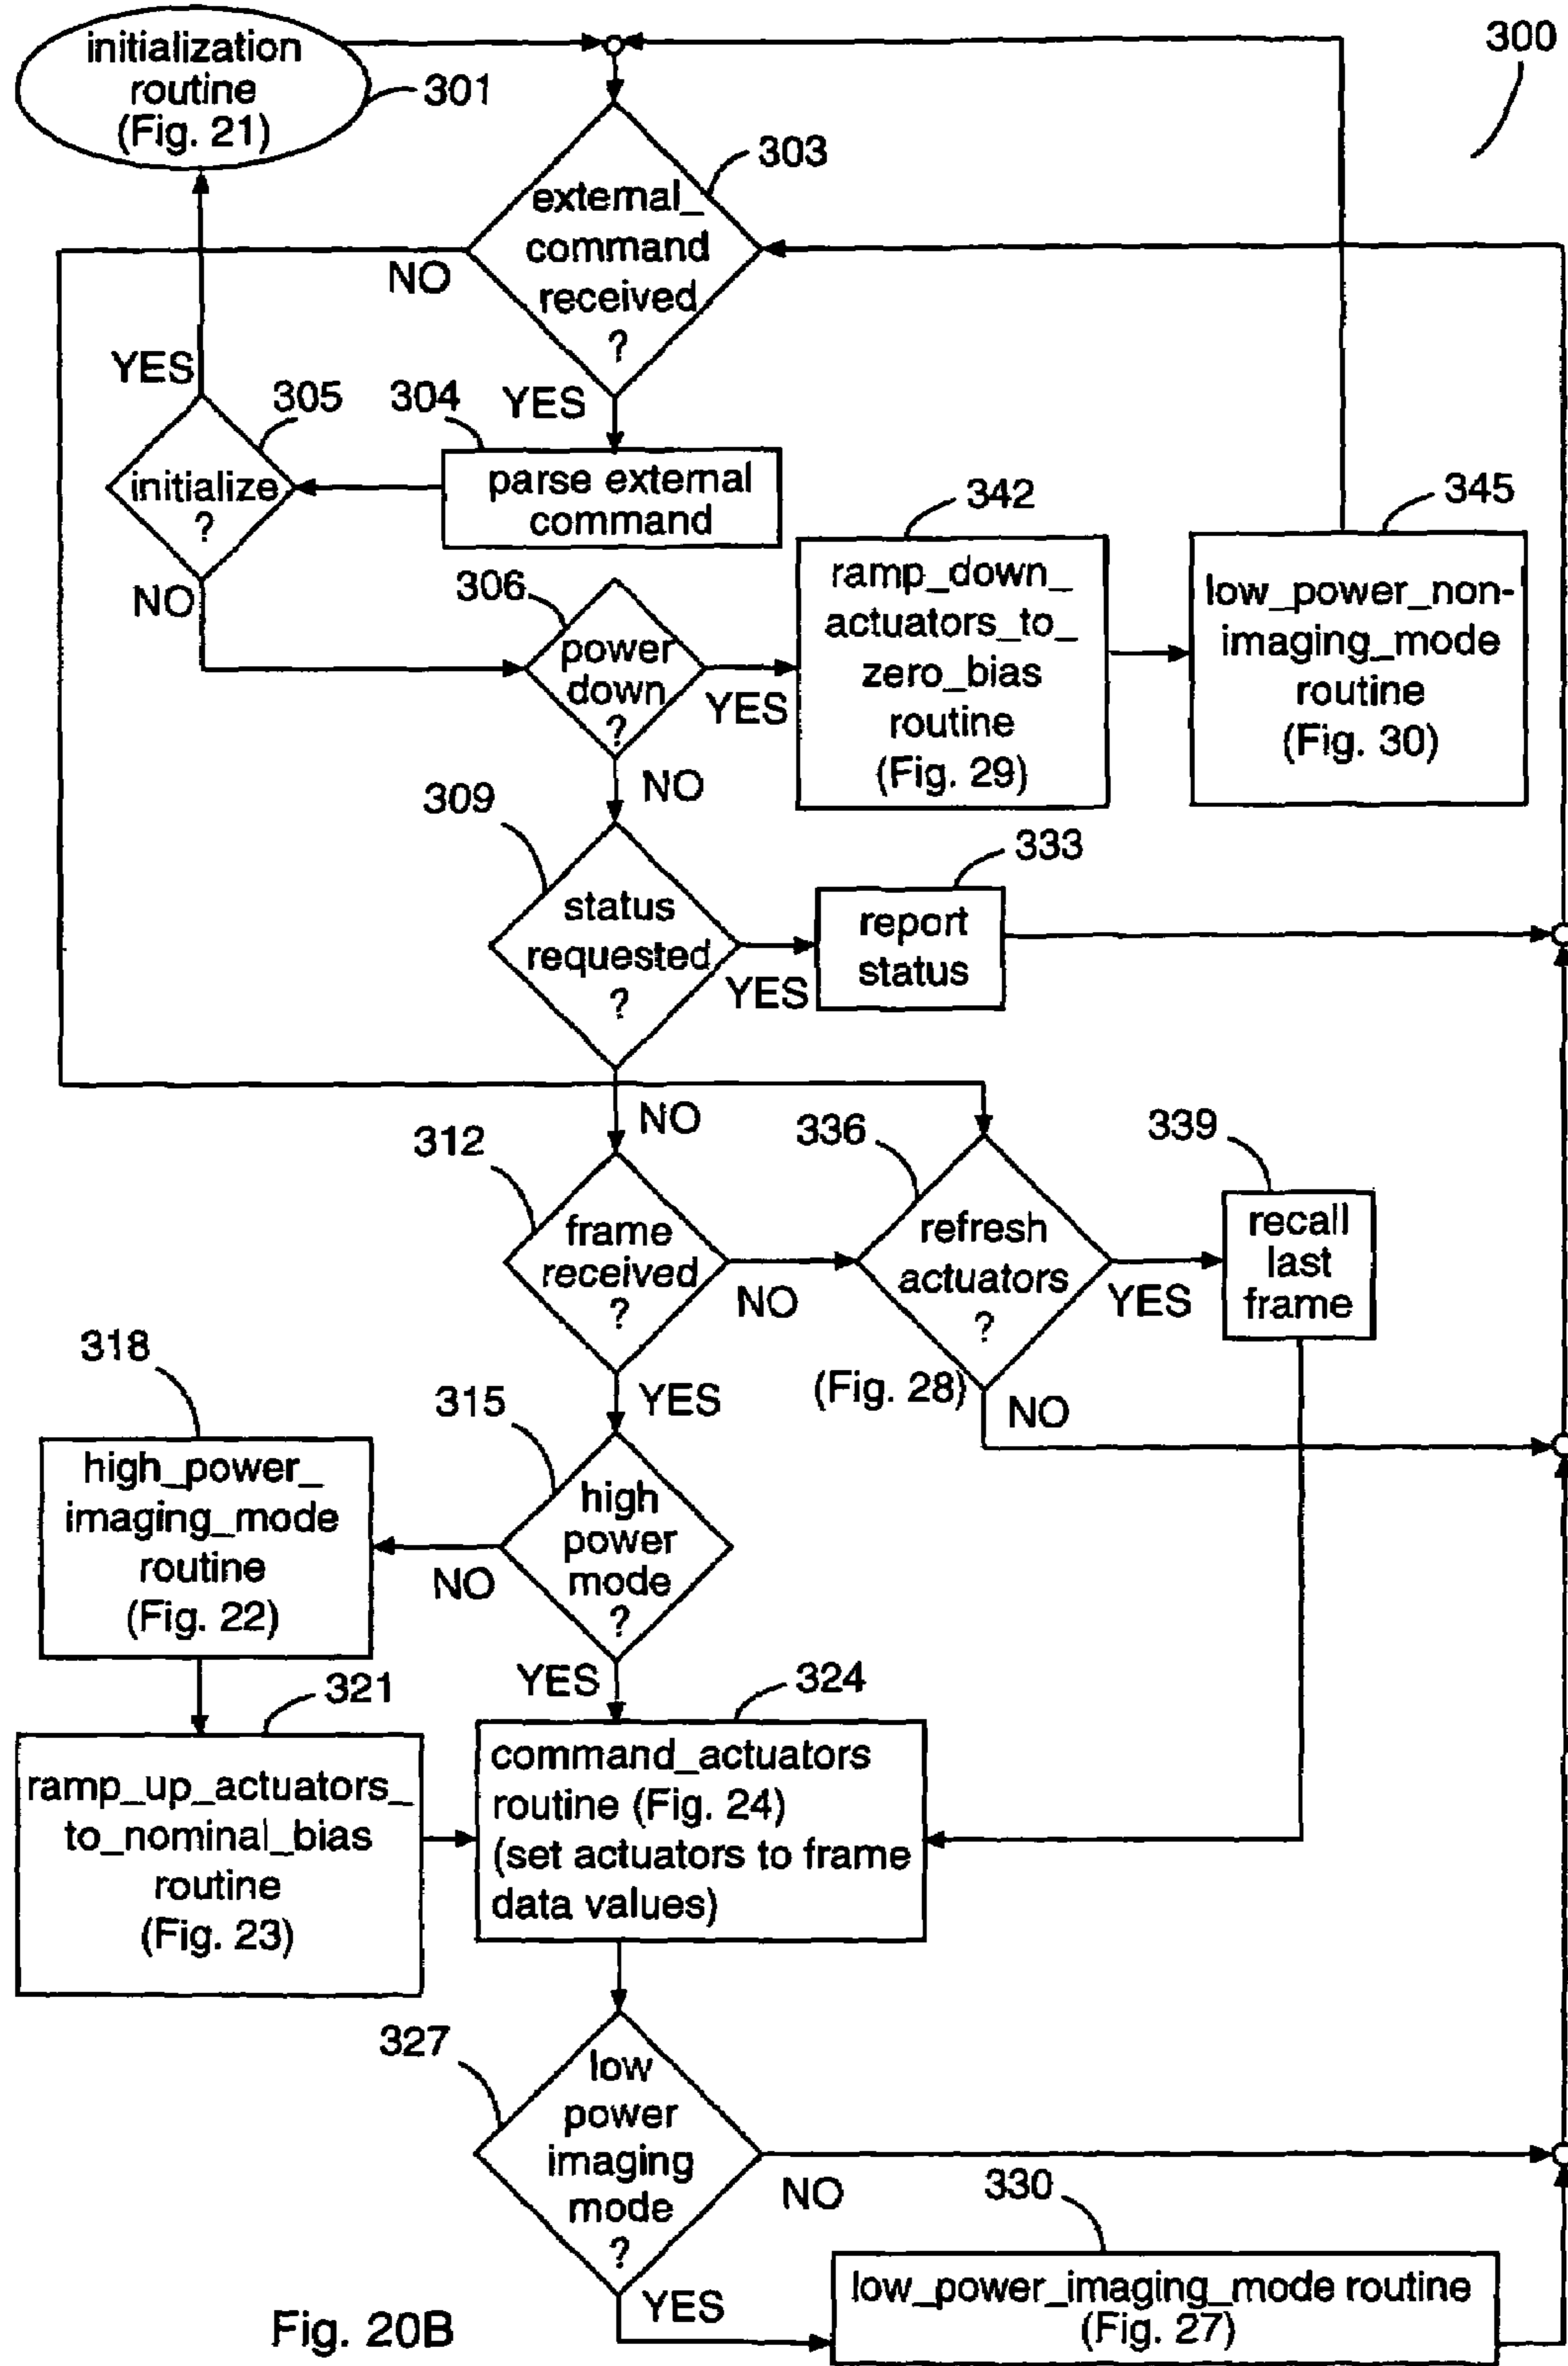 initialization
routine
(Fig. 21)
301
300
303
external_
command
received
?
NO
YES
YES
305
304
initialize
?
parse external
command
NO
306
power
down
?
YES
NO
342
ramp_down_
actuators_to_
zero_bias
routine
(Fig. 29)
345
low_power_non-
imaging_mode
routine
(Fig. 30)
309
status
requested
?
YES
NO
333
report
status
312
frame
received
?
NO
YES
336
refresh
actuators
?
(Fig. 28)
YES
NO
339
recall
last
frame
318
high_power_
imaging_mode
routine
(Fig. 22)
315
high
power
mode
?
NO
YES
321
ramp_up_actuators_
to_nominal_bias
routine
(Fig. 23)
324
command_actuators
routine (Fig. 24)
(set actuators to frame
data values)
327
low
power
imaging
mode
?
NO
YES
330
low_power_imaging_mode routine
(Fig. 27)
Fig. 20B